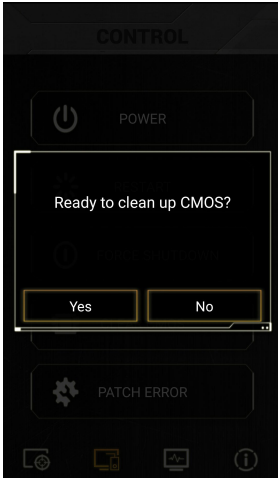 CONTROL
POWER
Ready to clean up CMOS?
Yes
No
PATCH ERROR